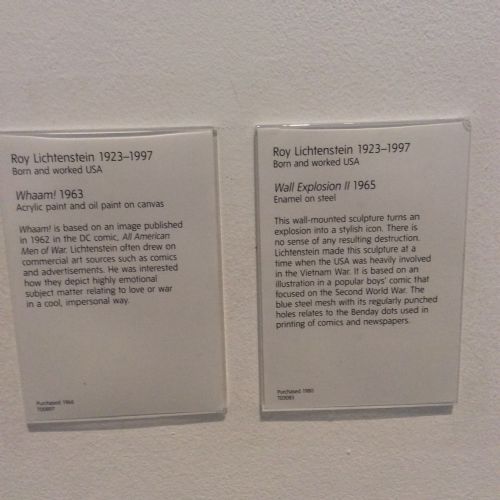 Roy Lichtenstein 1923–1997
Born and worked USA
Whaam! 1963
Acrylic paint and oil paint on canvas
Whaam! is based on an image published
in 1962 in the DC comic, All American
Men of War. Lichtenstein often drew on
commercial art sources such as comics
and advertisements. He was interested
how they depict highly emotional
subject matter relating to love or war
in a cool, impersonal way.
Purchased 1966
T00897
Roy Lichtenstein 1923–1997
Born and worked USA
Wall Explosion II 1965
Enamel on steel
This wall-mounted sculpture turns an
explosion into a stylish icon. There is
no sense of any resulting destruction.
Lichtenstein made this sculpture at a
time when the USA was heavily involved
in the Vietnam War. It is based on an
illustration in a popular boys' comic that
focused on the Second World War. The
blue steel mesh with its regularly punched
holes relates to the Benday dots used in
printing of comics and newspapers.
Purchased 1980
T03083